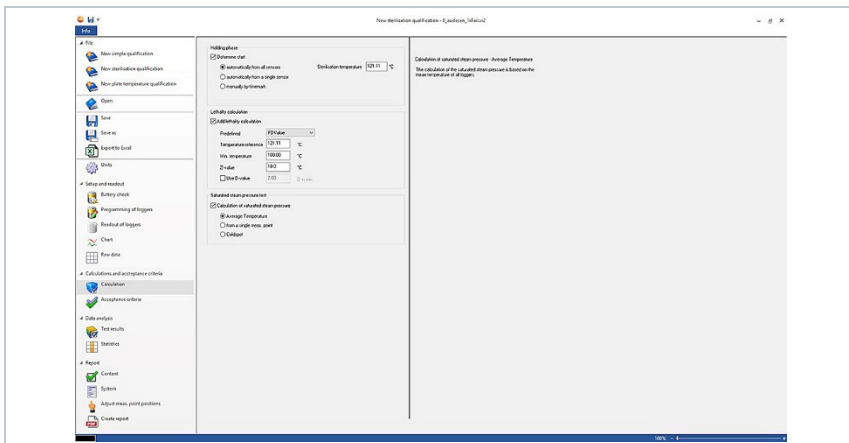 New sterilisation qualification - 6_auslesen_1
Info
File
New simple qualification
New sterilisation qualification
New plate temperature qualification
Open
Save
Save as
Export to Excel
Units
Setup and readout
Battery check
Programming of loggers
Readout of loggers
Chart
Raw data
Calculations and acceptance criteria
Calculation
Acceptance criteria
Data analysis
Test results
Statistics
Report
Content
System
Adjust meas. point positions
Create report
PDF
Holding phase
Determine start
automatically from all sensors
Sterilisation temperature 121.11 °C
automatically from a single sensor
manually by timemark
Lethality calculation
Add lethality calculation
Predefined F0 Value
Temperature reference 121.11 °C
Min. temperature 100.00 °C
Z-value 10.0 °C
Use D-value 2.00
Saturated steam pressure test
Calculation of saturated steam pressure
Average Temperature
from a single meas. point
Coldspot
Calculation of saturated steam pressure - Average Temperature
The calculation of the saturated steam pressure is based on the
mean temperature of all loggers.
100%